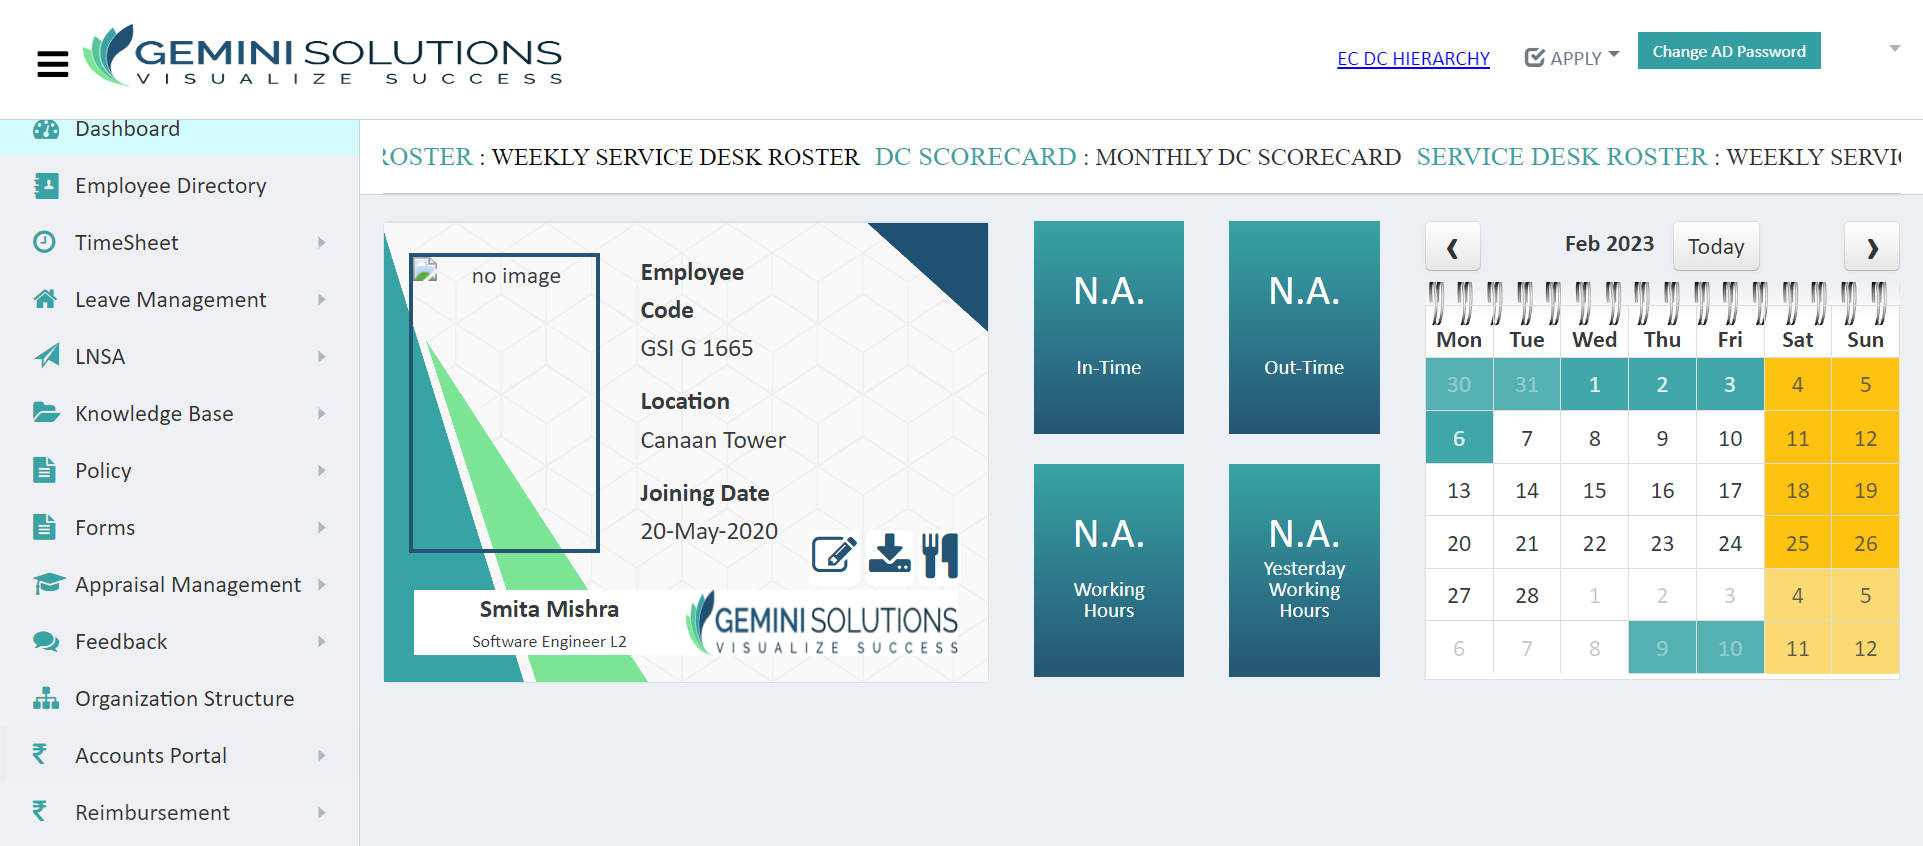 GEMINI SOLUTIONS
VISUALIZE SUCCESS
EC DC HIERARCHY
APPLY
Change AD Password
Dashboard
Employee Directory
TimeSheet
Leave Management
LNSA
Knowledge Base
Policy
Forms
Appraisal Management
Feedback
Organization Structure
Accounts Portal
Reimbursement
ROSTER : WEEKLY SERVICE DESK ROSTER DC SCORECARD : MONTHLY DC SCORECARD SERVICE DESK ROSTER : WEEKLY SERVIC
no image
Employee
Code
GSI G 1665
Location
Canaan Tower
Joining Date
20-May-2020
Smita Mishra
Software Engineer L2
GEMINI SOLUTIONS
VISUALIZE SUCCESS
N.A.
In-Time
N.A.
Out-Time
N.A.
Working
Hours
N.A.
Yesterday
Working
Hours
Feb 2023
Today
Mon Tue Wed Thu Fri Sat Sun
30 31 1 2 3 4 5
6 7 8 9 10 11 12
13 14 15 16 17 18 19
20 21 22 23 24 25 26
27 28 1 2 3 4 5
6 7 8 9 10 11 12